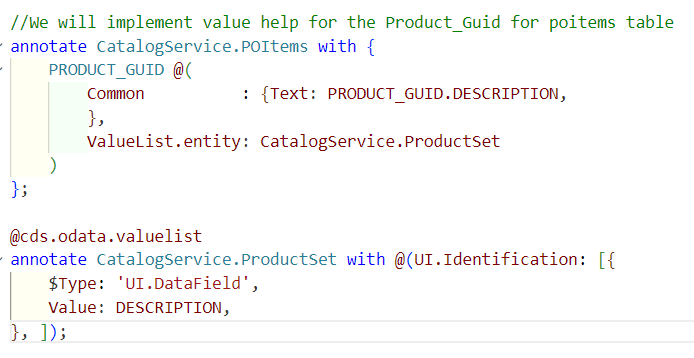 //We will implement value help for the Product_Guid for poitems table
annotate CatalogService.POItems with {
    PRODUCT_GUID @(
        Common          : {Text: PRODUCT_GUID.DESCRIPTION,
        },
        ValueList.entity: CatalogService.ProductSet
    )
};

@cds.odata.valuelist
annotate CatalogService.ProductSet with @(UI.Identification: [{
    $Type: 'UI.DataField',
    Value: DESCRIPTION,
}, ]);